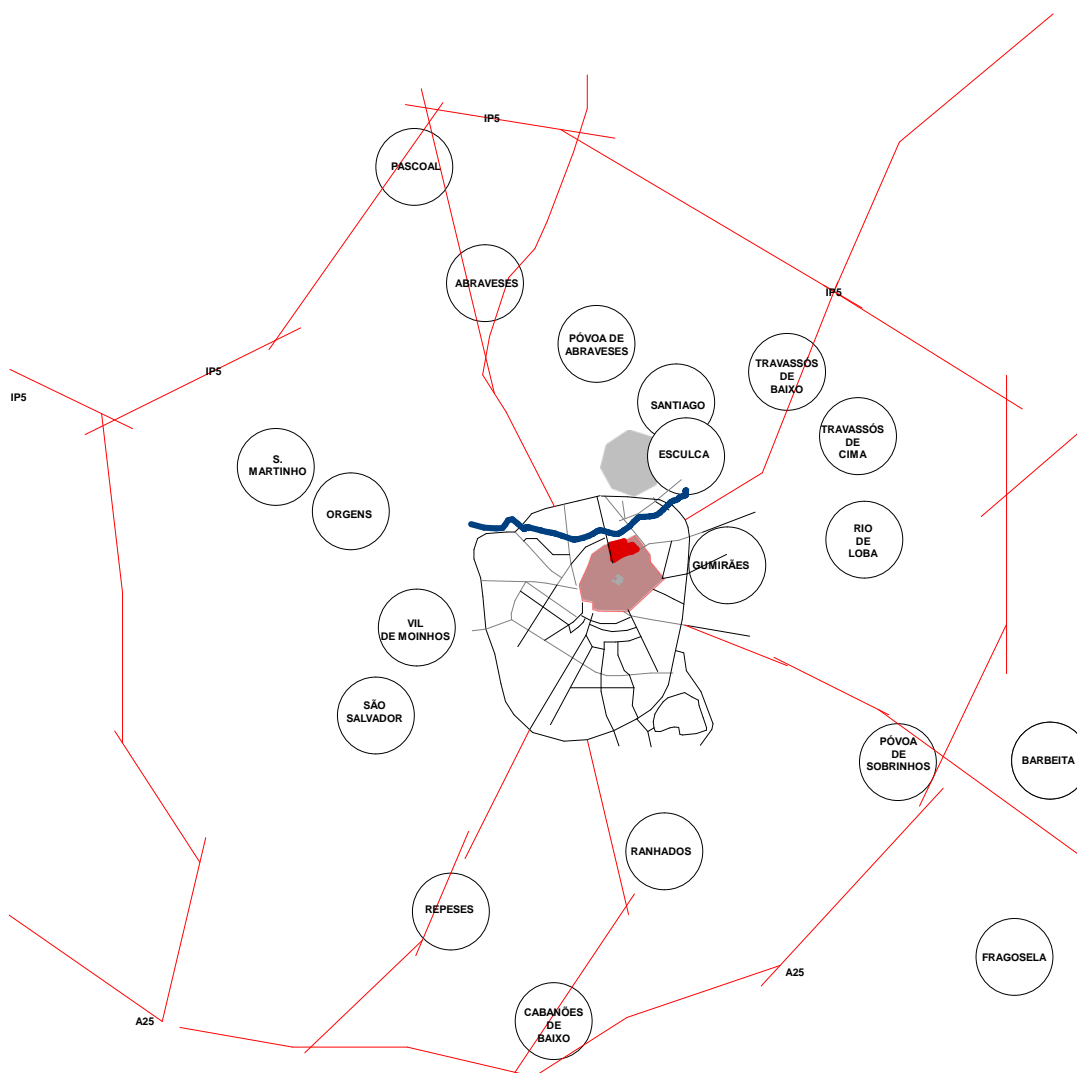 IP5
PASCOAL
ABRAVESES
IP5
PÓVOA DE
ABRAVESES
TRAVASSÓS
DE
BAIXO
IP5
IP5
SANTIAGO
TRAVASSÓS
DE
CIMA
ESCULCA
S.
MARTINHO
ORGENS
RIO
DE
LOBA
GUMIRÃES
VIL
DE MOINHOS
SÃO
SALVADOR
PÓVOA
DE
SOBRINHOS
BARBEITA
RANHADOS
REPESES
FRAGOSELA
A25
A25
CABANÕES
DE
BAIXO